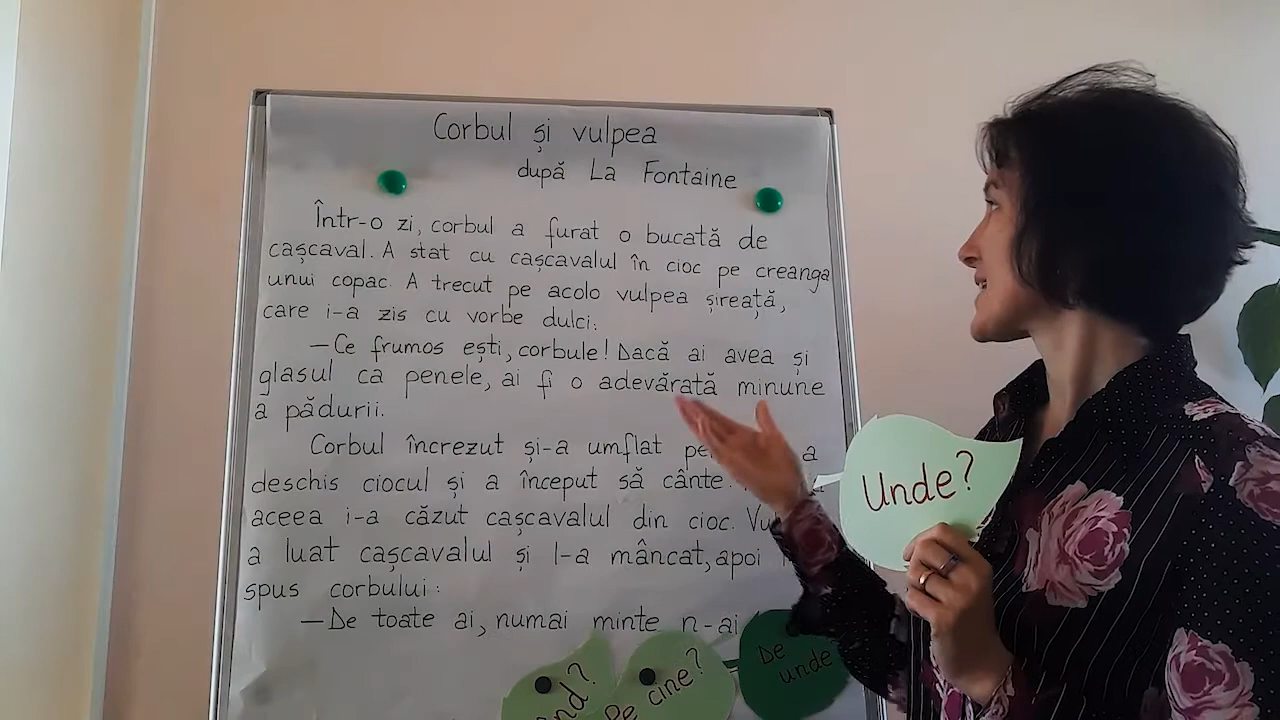 Corbul și vulpea
după La Fontaine
Într-o zi, corbul a furat o bucată de
cașcaval. A stat cu cașcavalul în cioc pe creanga
unui copac. A trecut pe acolo vulpea șireată,
care i-a zis cu vorbe dulci:
—Ce frumos ești, corbule! Dacă ai avea și
glasul ca penele, ai fi o adevărată minune
a pădurii.
Corbul încrezut și-a umflat a
deschis ciocul și a început să cânte.
aceea i-a căzut cașcavalul din cioc.
a luat cașcavalul și l-a mâncat, apoi
spus corbului:
—De toate ai, numai minte n-ai
Unde?
Pe cine?
De unde?